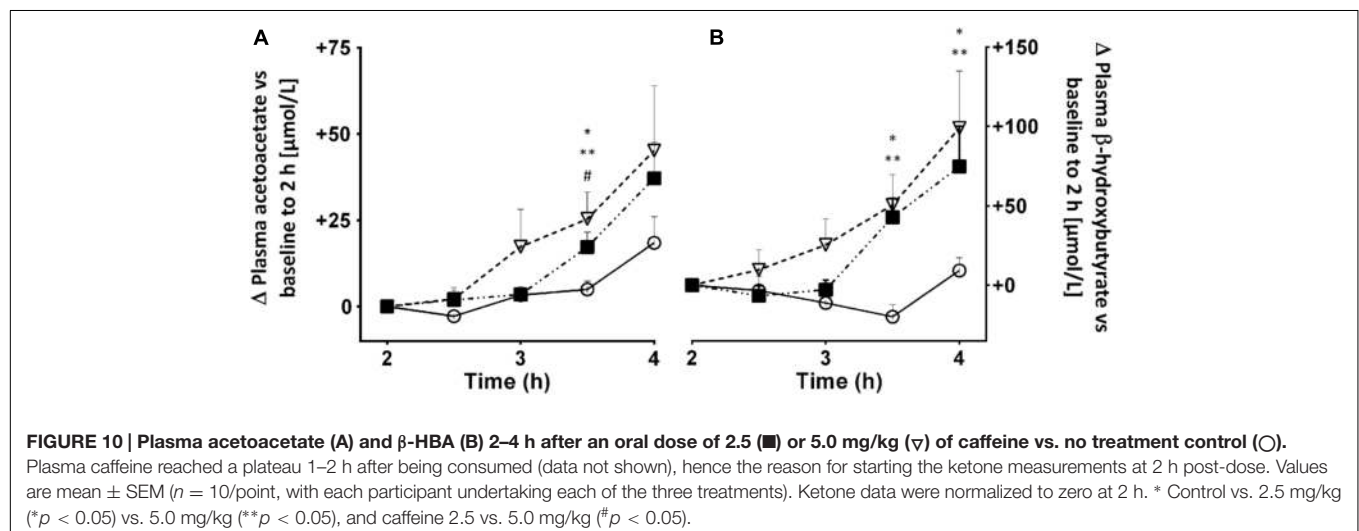 A
B
Δ Plasma acetoacetate vs
baseline to 2 h [µmol/L]
+75
+50
+25
0
*
**
#
2
3
4
Time (h)
*
**
*
**
+150
+100
+50
+0
Δ Plasma β-hydroxybutyrate vs
baseline to 2 h [µmol/L]
2
3
4
Time (h)
FIGURE 10 | Plasma acetoacetate (A) and β-HBA (B) 2–4 h after an oral dose of 2.5 (■) or 5.0 mg/kg (▽) of caffeine vs. no treatment control (○).
Plasma caffeine reached a plateau 1–2 h after being consumed (data not shown), hence the reason for starting the ketone measurements at 2 h post-dose. Values
are mean ± SEM (n = 10/point, with each participant undertaking each of the three treatments). Ketone data were normalized to zero at 2 h. * Control vs. 2.5 mg/kg
(*p < 0.05) vs. 5.0 mg/kg (**p < 0.05), and caffeine 2.5 vs. 5.0 mg/kg (#p < 0.05).